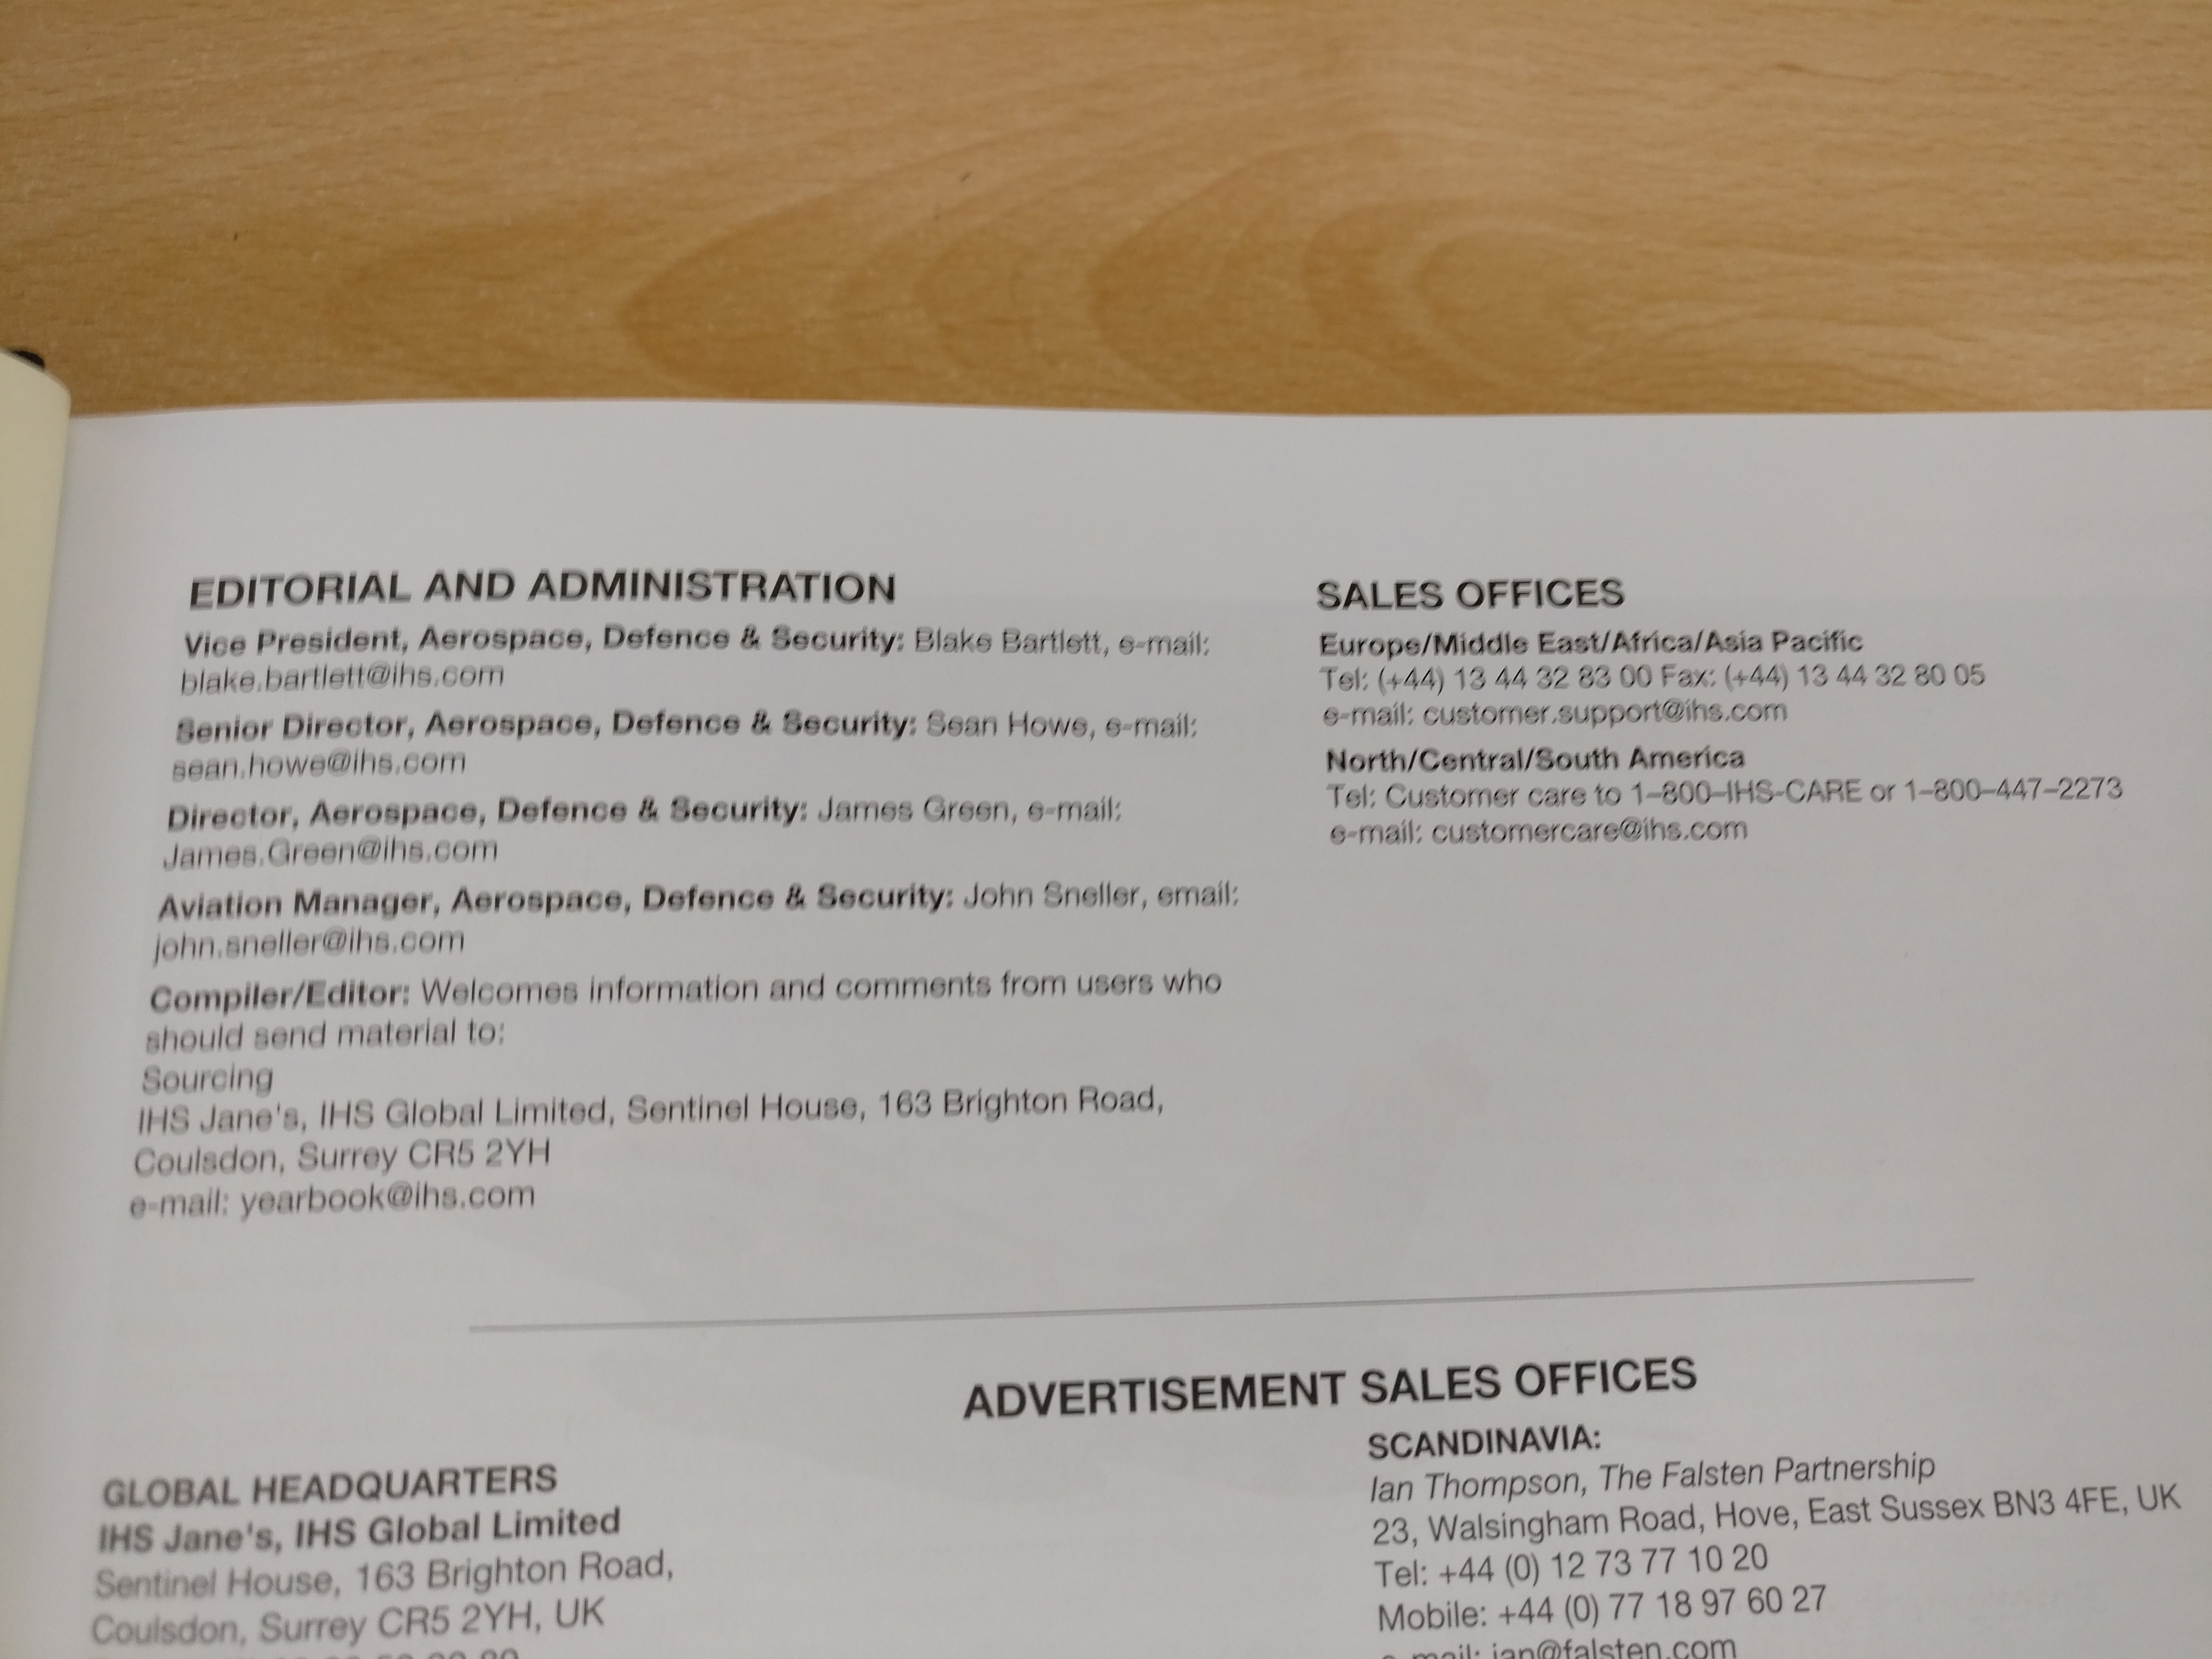 EDITORIAL AND ADMINISTRATION
Vice President, Aerospace, Defence & Security: Blake Bartlett, e-mail:
blake.bartlett@ihs.com
Senior Director, Aerospace, Defence & Security: Sean Howe, e-mail:
sean.howe@ihs.com
Director, Aerospace, Defence & Security: James Green, e-mail:
James.Green@ihs.com
Aviation Manager, Aerospace, Defence & Security: John Sneller, email:
john.sneller@ihs.com
Compiler/Editor: Welcomes information and comments from users who
should send material to:
Sourcing
IHS Jane's, IHS Global Limited, Sentinel House, 163 Brighton Road,
Coulsdon, Surrey CR5 2YH
e-mail: yearbook@ihs.com
SALES OFFICES
Europe/Middle East/Africa/Asia Pacific
Tel: (+44) 13 44 32 83 00 Fax: (+44) 13 44 32 80 05
e-mail: customer.support@ihs.com
North/Central/South America
Tel: Customer care to 1–800–IHS-CARE or 1–800–447–2273
e-mail: customercare@ihs.com
ADVERTISEMENT SALES OFFICES
GLOBAL HEADQUARTERS
IHS Jane's, IHS Global Limited
Sentinel House, 163 Brighton Road,
Coulsdon, Surrey CR5 2YH, UK
SCANDINAVIA:
Ian Thompson, The Falsten Partnership
23, Walsingham Road, Hove, East Sussex BN3 4FE, UK
Tel: +44 (0) 12 73 77 10 20
Mobile: +44 (0) 77 18 97 60 27
e-mail: ian@falsten.com